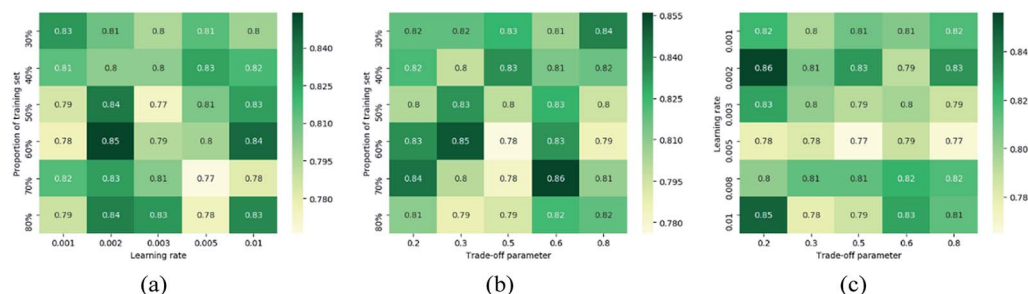 30% 0.83 0.81 0.8 0.81 0.8
40% 0.81 0.8 0.8 0.83 0.82
50% 0.79 0.84 0.77 0.81 0.83
60% 0.78 0.85 0.79 0.8 0.84
70% 0.82 0.83 0.81 0.77 0.78
80% 0.79 0.84 0.83 0.78 0.83
0.001 0.002 0.003 0.005 0.01
Learning rate
Proportion of training set
0.840
0.825
0.810
0.795
(a)
30% 0.82 0.82 0.83 0.81 0.84
40% 0.82 0.8 0.83 0.81 0.82
50% 0.8 0.83 0.8 0.83 0.8
60% 0.83 0.85 0.78 0.83 0.79
70% 0.84 0.8 0.78 0.86 0.81
80% 0.81 0.79 0.79 0.82 0.82
0.2 0.3 0.5 0.6 0.8
Trade-off parameter
Proportion of training set
0.855
0.840
0.825
0.810
0.795
0.780
(b)
0.001 0.83 0.8 0.81 0.81 0.82
0.002 0.86 0.81 0.83 0.79 0.83
0.003 0.83 0.8 0.79 0.8 0.79
0.005 0.78 0.78 0.77 0.79 0.77
0.008 0.8 0.81 0.81 0.82 0.82
0.01 0.85 0.78 0.79 0.83 0.81
0.2 0.3 0.5 0.6 0.8
Trade-off parameter
Learning rate
0.84
0.82
0.80
0.78
(c)